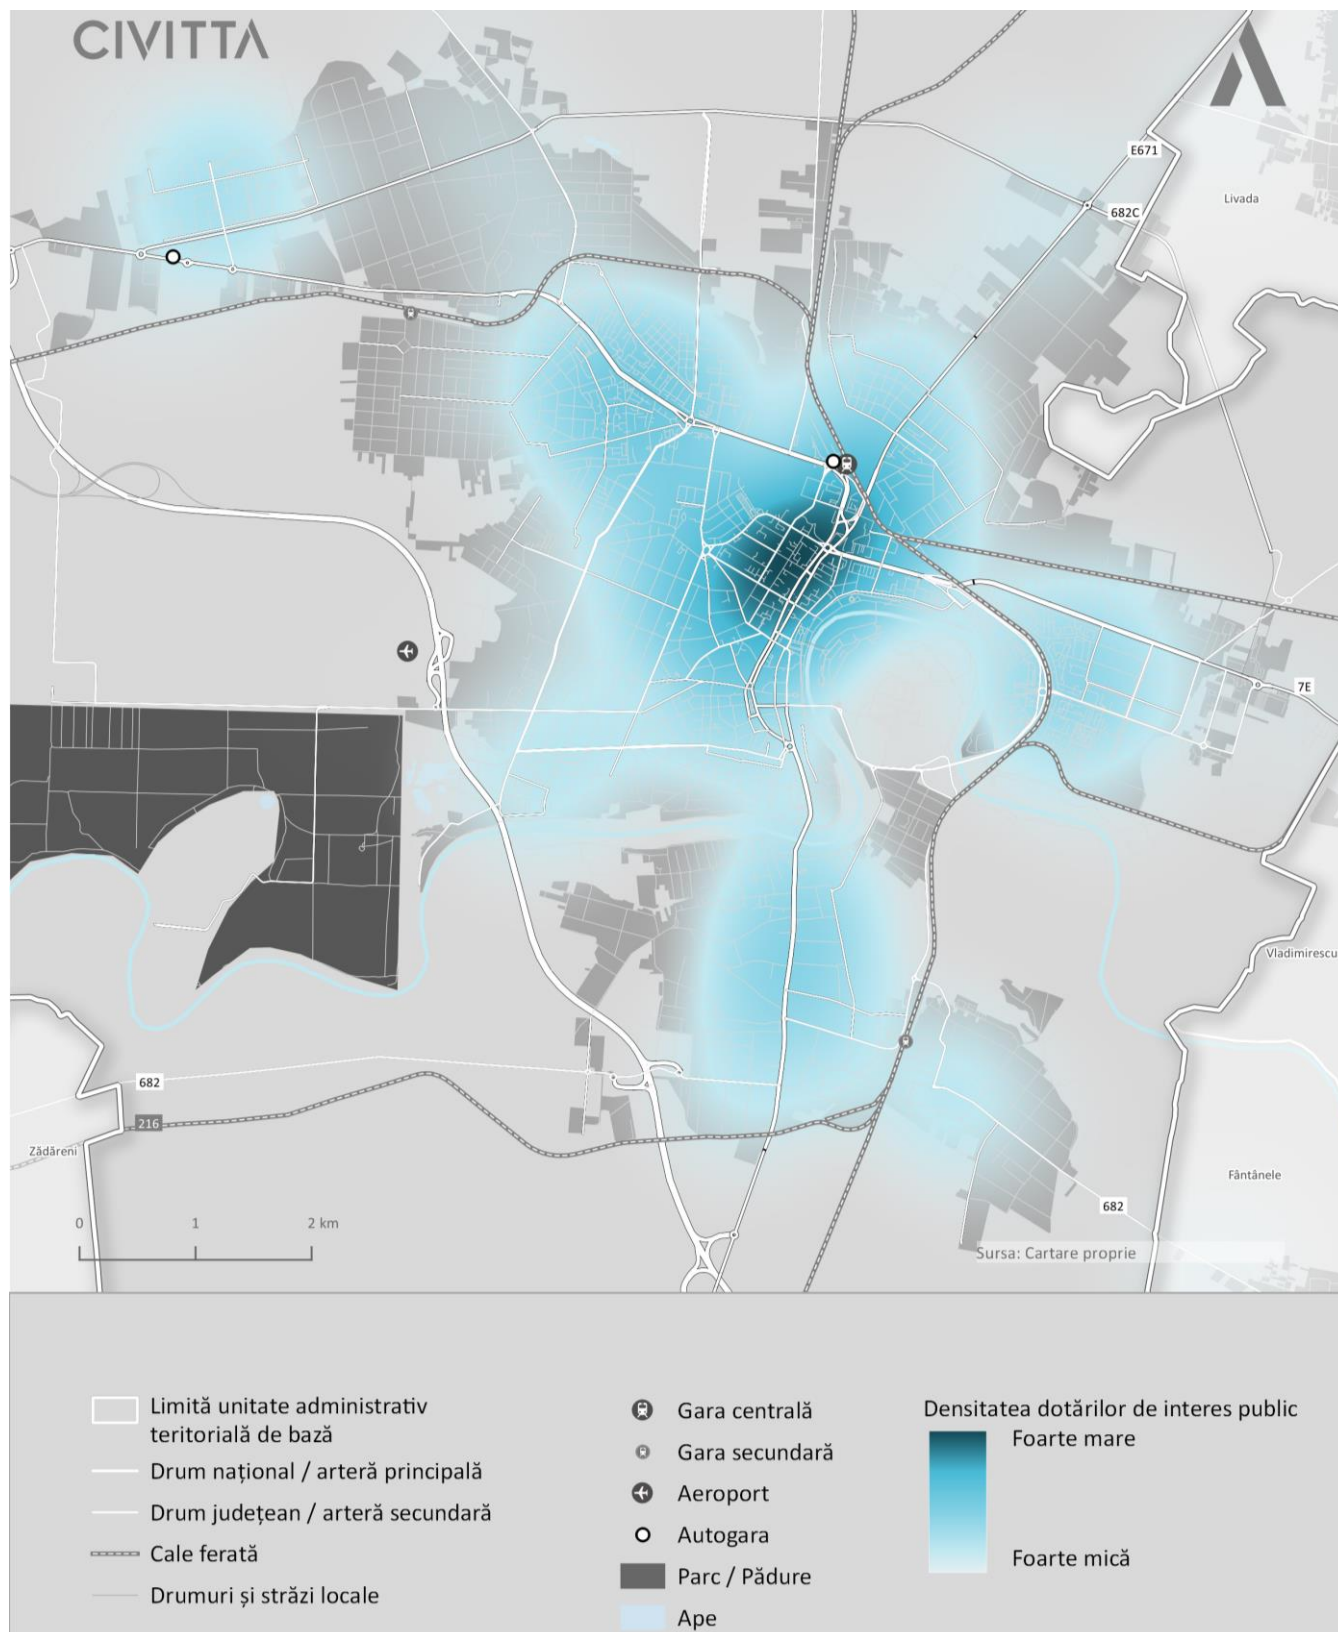 CIVITTA
E671
Livada
682C
7E
Vladimirescu
682
216
Zădăreni
Fântânele
682
0 1 2 km
Sursa: Cartare proprie
Limită unitate administrativ
teritorială de bază
Drum național / arteră principală
Drum județean / arteră secundară
Cale ferată
Drumuri și străzi locale
Gara centrală
Gara secundară
Aeroport
Autogara
Parc / Pădure
Ape
Densitatea dotărilor de interes public
Foarte mare
Foarte mică